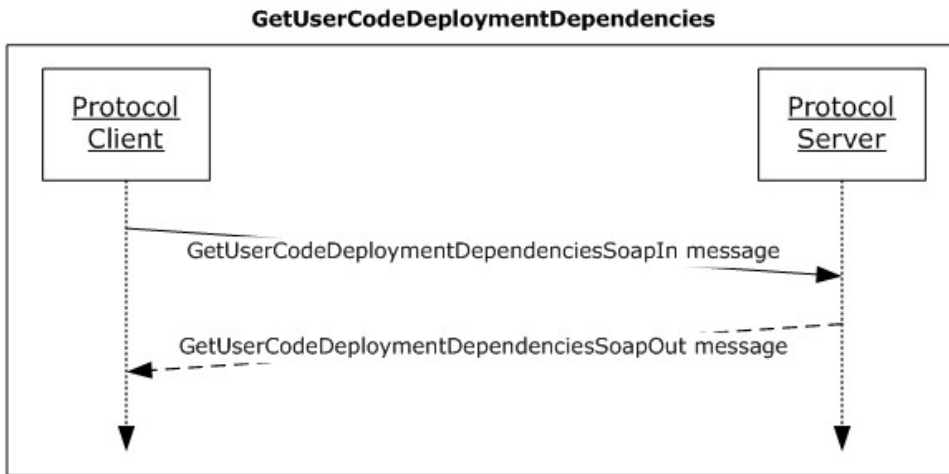 GetUserCodeDeploymentDependencies
Protocol
Client
Protocol
Server
GetUserCodeDeploymentDependenciesSoapIn message
GetUserCodeDeploymentDependenciesSoapOut message